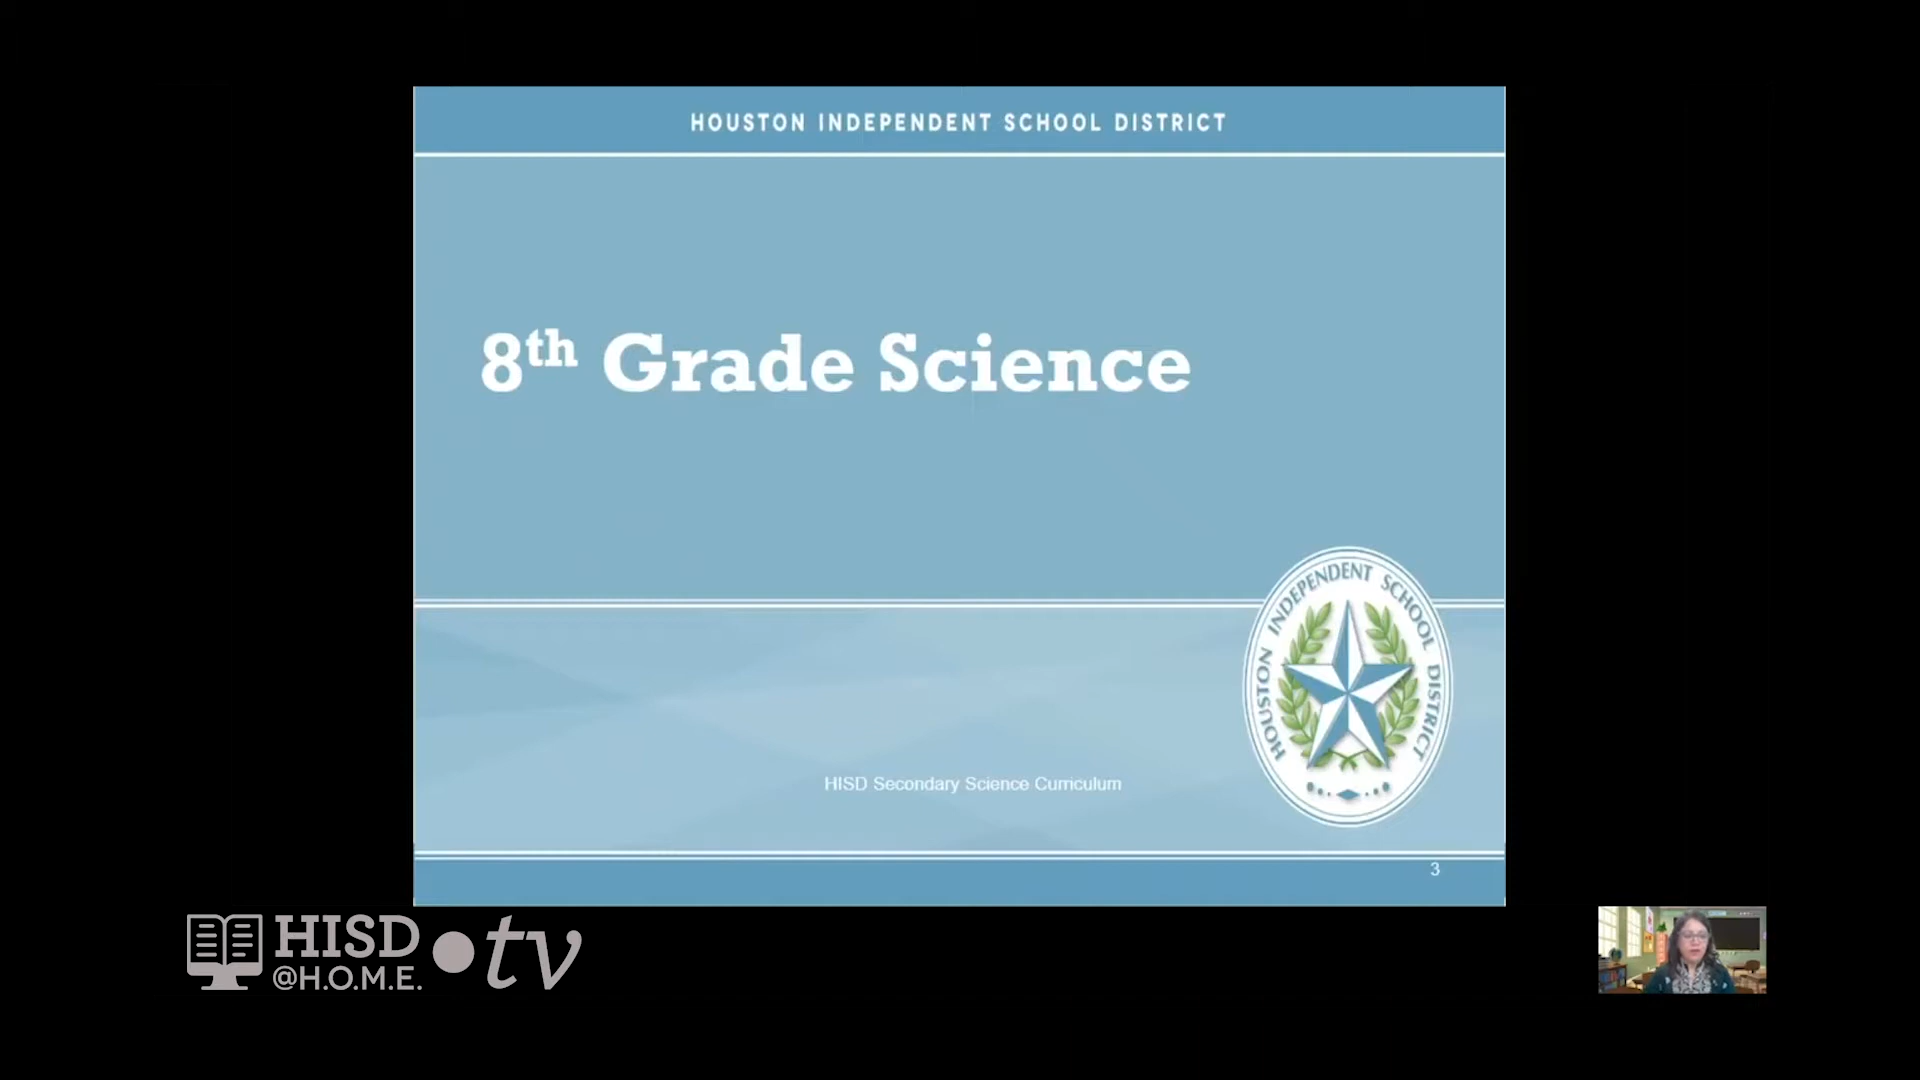 HOUSTON INDEPENDENT SCHOOL DISTRICT
8th Grade Science
HOUSTON INDEPENDENT SCHOOL DISTRICT
HISD Secondary Science Curriculum
3
HISD
@H.O.M.E.
tv